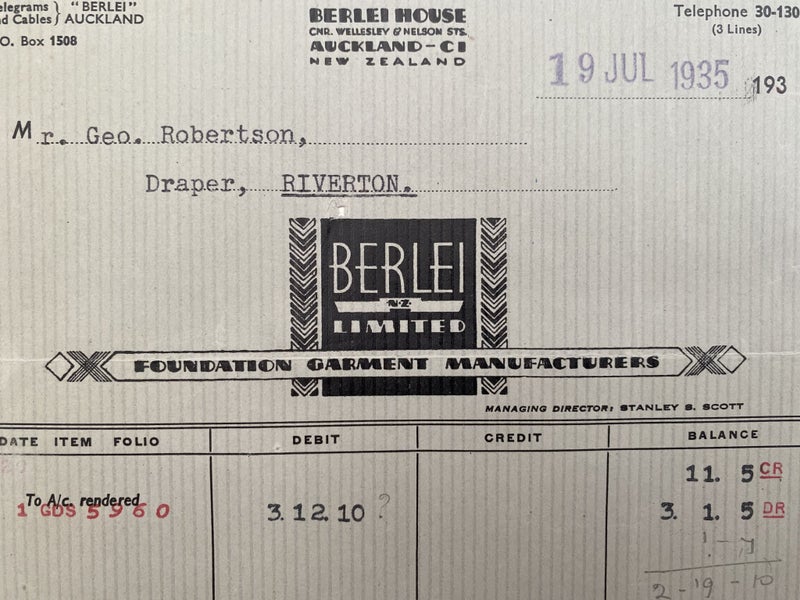 elegrams } "BERLEI"
d Cables } AUCKLAND
O. Box 1508
BERLEI HOUSE
CNR. WELLESLEY & NELSON STS.
AUCKLAND-C1
NEW ZEALAND
Telephone 30-130
(3 Lines)
19 JUL 1935 193
Mr. Geo. Robertson,
Draper, RIVERTON.
BERLEI
N.Z.
LIMITED
FOUNDATION GARMENT MANUFACTURERS
MANAGING DIRECTOR: STANLEY S. SCOTT
DATE ITEM FOLIO DEBIT CREDIT BALANCE
11. 5 CR
To A/c. rendered
1 GDS 5960 3.12.10 ? 3. 1. 5 DR
1 - 7
2 - 19 - 10